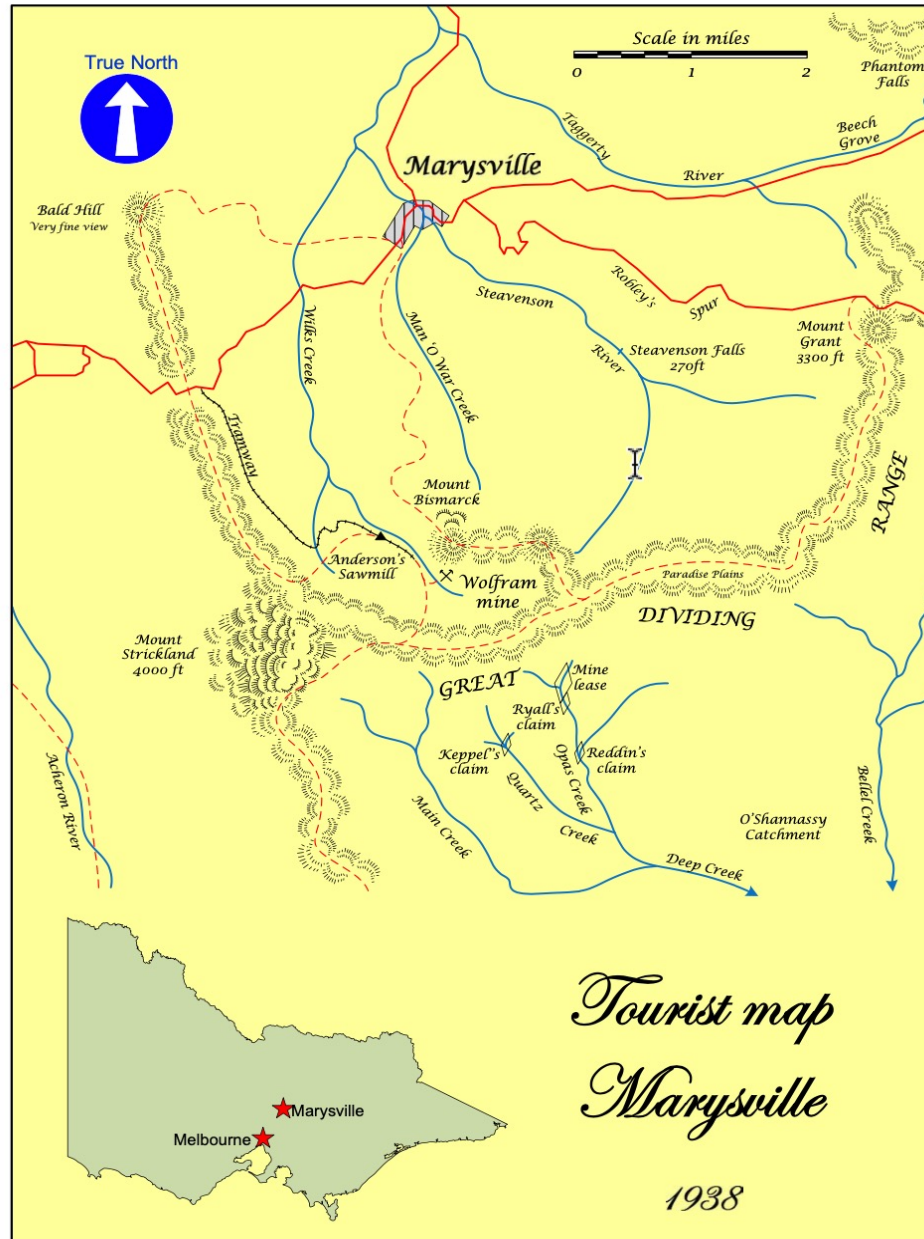 True North
Scale in miles
0
1
2
Phantom
Falls
Taggerty
River
Beech
Grove
Marysville
Bald Hill
Very fine view
Steavenson
River
Robley's
Spur
Steavenson Falls
270ft
Mount
Grant
3300 ft
Wilks Creek
Man 'O War Creek
Tramway
Mount
Bismarck
RANGE
Anderson's
Sawmill
Wolfram
mine
Paradise Plains
DIVIDING
Mount
Strickland
4000 ft
GREAT
Mine
lease
Ryall's
claim
Keppel''s
claim
Reddin's
claim
Opas Creek
Quartz
Creek
Main Creek
Acheron River
Bellel Creek
O'Shannassy
Catchment
Deep Creek
Marysville
Melbourne
Tourist map
Marysville
1938